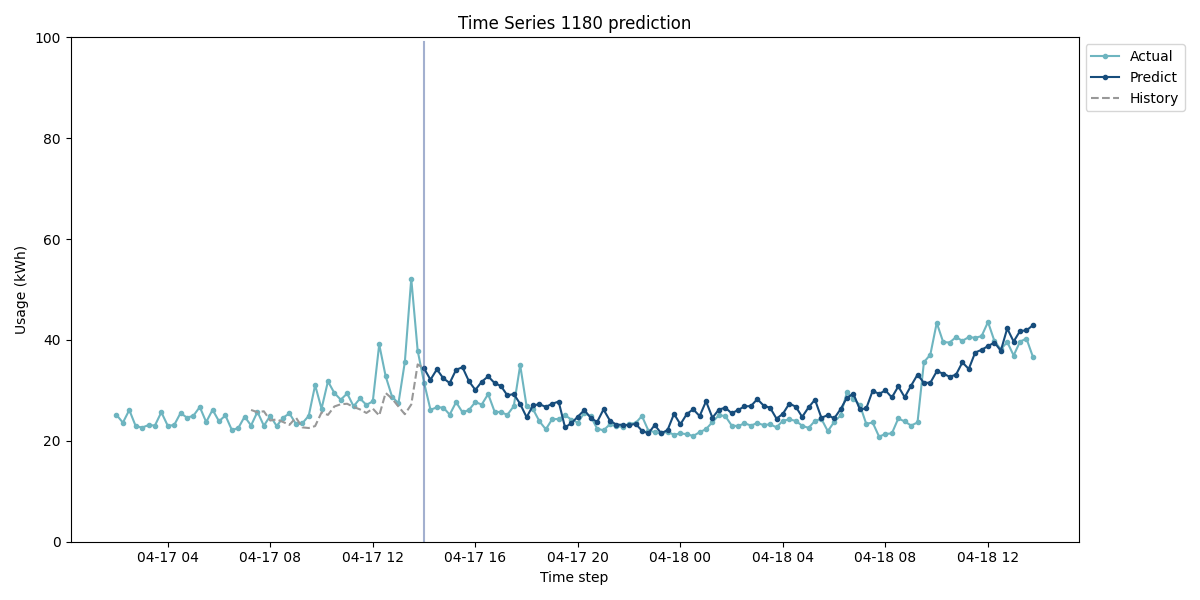 Time Series 1180 prediction
100
80
60
40
20
0
Usage (kWh)
04-17 04
04-17 08
04-17 12
04-17 16
04-17 20
04-18 00
04-18 04
04-18 08
04-18 12
Time step
Actual
Predict
History